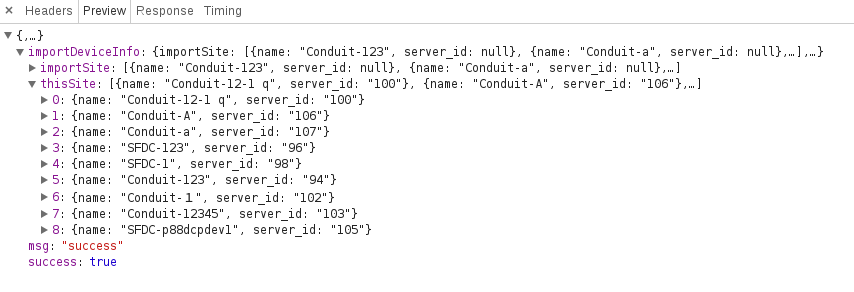 × Headers Preview Response Timing
▼{,…}
▼importDeviceInfo: {importSite: [{name: "Conduit-123", server_id: null}, {name: "Conduit-a", server_id: null},…],…}
▶importSite: [{name: "Conduit-123", server_id: null}, {name: "Conduit-a", server_id: null},…]
▼thisSite: [{name: "Conduit-12-1 q", server_id: "100"}, {name: "Conduit-A", server_id: "106"},…]
▶0: {name: "Conduit-12-1 q", server_id: "100"}
▶1: {name: "Conduit-A", server_id: "106"}
▶2: {name: "Conduit-a", server_id: "107"}
▶3: {name: "SFDC-123", server_id: "96"}
▶4: {name: "SFDC-1", server_id: "98"}
▶5: {name: "Conduit-123", server_id: "94"}
▶6: {name: "Conduit-１", server_id: "102"}
▶7: {name: "Conduit-12345", server_id: "103"}
▶8: {name: "SFDC-p88dcpdev1", server_id: "105"}
msg: "success"
success: true